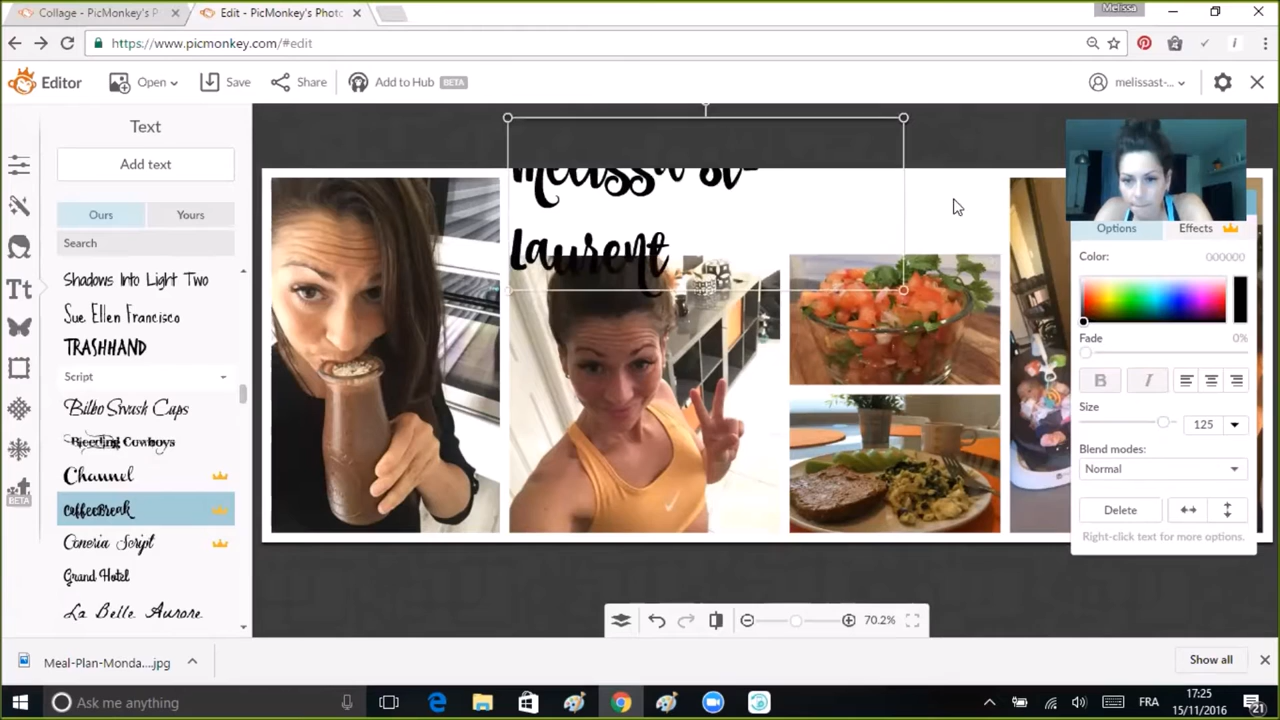 Collage - PicMonkey's P
Edit - PicMonkey's Phot
Melissa
https://www.picmonkey.com/#edit
Editor
Open
Save
Share
Add to Hub
BETA
melissast-...
Text
Add text
Ours
Yours
Search
Shadows Into Light Two
Sue Ellen Francisco
TRASHHAND
Script
Bilbo Swash Caps
Bleeding Cowboys
Channel
CoffeeBreak
Coneria Script
Grand Hotel
La Belle Aurore
BETA
Melissa St-
Laurent
Options
Effects
Color:
000000
Fade
0%
B
I
Size
125
Blend modes:
Normal
Delete
Right-click text for more options.
70.2%
Meal-Plan-Monda....jpg
Show all
Ask me anything
FRA
17:25
15/11/2016
21